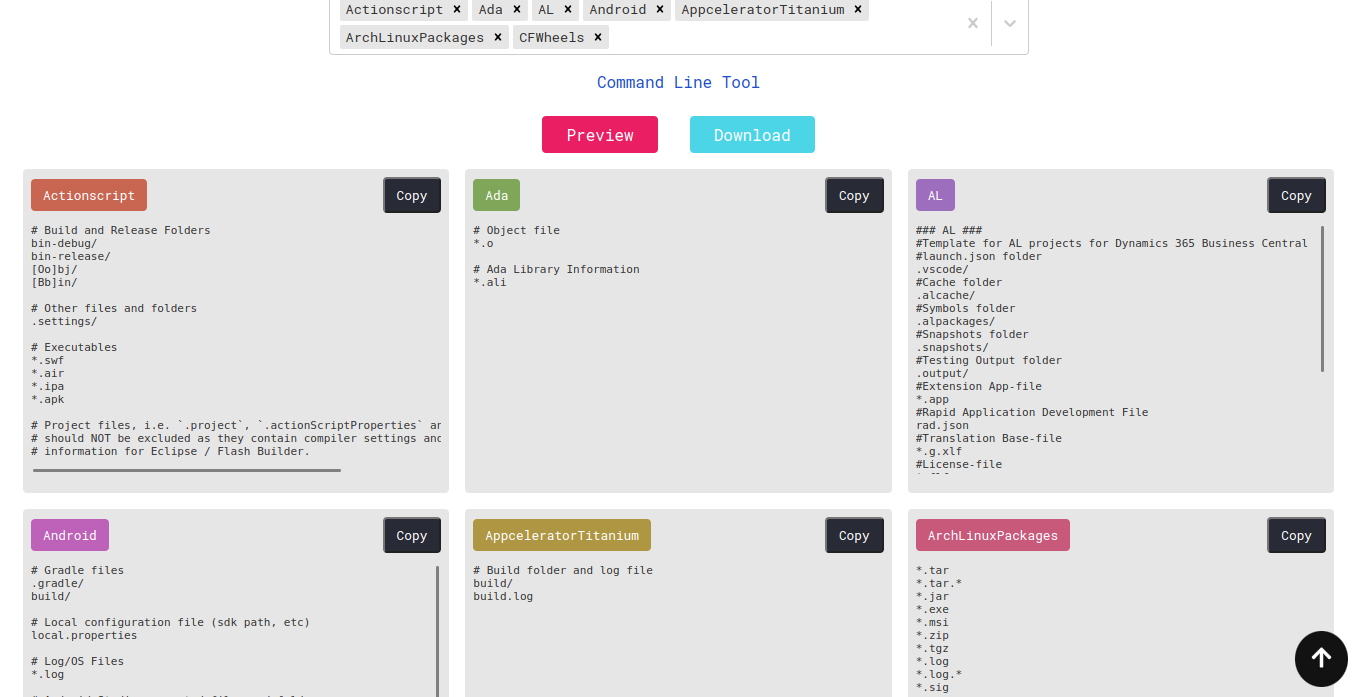 Actionscript × Ada × AL × Android × AppceleratorTitanium ×
ArchLinuxPackages × CFWheels ×
Command Line Tool
Preview Download
Actionscript Copy
# Build and Release Folders
bin-debug/
bin-release/
[Oo]bj/
[Bb]in/
# Other files and folders
.settings/
# Executables
*.swf
*.air
*.ipa
*.apk
# Project files, i.e. `.project`, `.actionScriptProperties` an
# should NOT be excluded as they contain compiler settings and
# information for Eclipse / Flash Builder.
Ada Copy
# Object file
*.o
# Ada Library Information
*.ali
AL Copy
### AL ###
#Template for AL projects for Dynamics 365 Business Central
#launch.json folder
.vscode/
#Cache folder
.alcache/
#Symbols folder
.alpackages/
#Snapshots folder
.snapshots/
#Testing Output folder
.output/
#Extension App-file
*.app
#Rapid Application Development File
rad.json
#Translation Base-file
*.g.xlf
#License-file
Android Copy
# Gradle files
.gradle/
build/
# Local configuration file (sdk path, etc)
local.properties
# Log/OS Files
*.log
AppceleratorTitanium Copy
# Build folder and log file
build/
build.log
ArchLinuxPackages Copy
*.tar
*.tar.*
*.jar
*.exe
*.msi
*.zip
*.tgz
*.log
*.log.*
*.sig